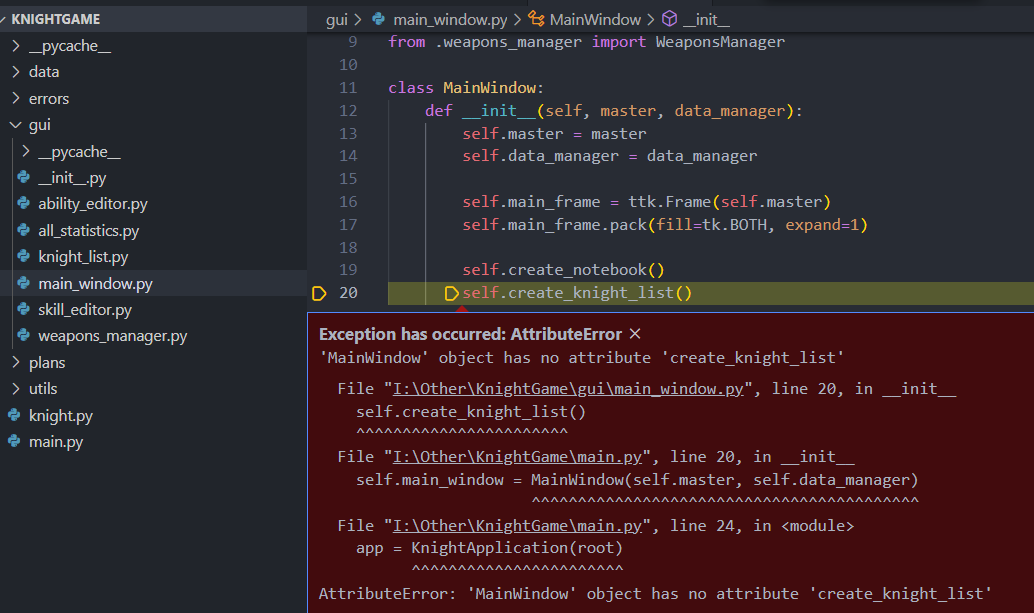 KNIGHTGAME
__pycache__
data
errors
gui
__pycache__
__init__.py
ability_editor.py
all_statistics.py
knight_list.py
main_window.py
skill_editor.py
weapons_manager.py
plans
utils
knight.py
main.py
gui > main_window.py > MainWindow > __init__
9 from .weapons_manager import WeaponsManager
10
11 class MainWindow:
12 def __init__(self, master, data_manager):
13 self.master = master
14 self.data_manager = data_manager
15
16 self.main_frame = ttk.Frame(self.master)
17 self.main_frame.pack(fill=tk.BOTH, expand=1)
18
19 self.create_notebook()
20 self.create_knight_list()
Exception has occurred: AttributeError ×
'MainWindow' object has no attribute 'create_knight_list'
File "I:\Other\KnightGame\gui\main_window.py", line 20, in __init__
self.create_knight_list()
^^^^^^^^^^^^^^^^^^^^^^^
File "I:\Other\KnightGame\main.py", line 20, in __init__
self.main_window = MainWindow(self.master, self.data_manager)
^^^^^^^^^^^^^^^^^^^^^^^^^^^^^^^^^^^^^^^^^^
File "I:\Other\KnightGame\main.py", line 24, in <module>
app = KnightApplication(root)
^^^^^^^^^^^^^^^^^^^^^^^
AttributeError: 'MainWindow' object has no attribute 'create_knight_list'